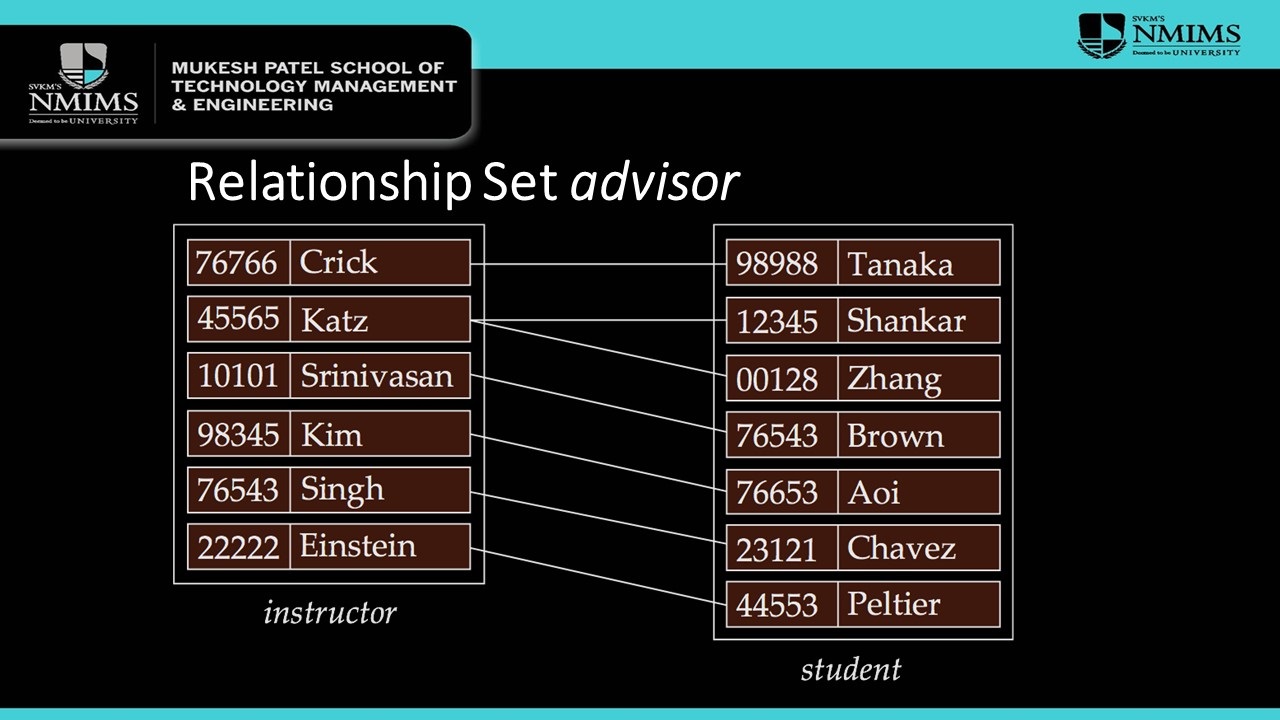 SVKM'S
NMIMS
Deemed to be UNIVERSITY
MUKESH PATEL SCHOOL OF
TECHNOLOGY MANAGEMENT
& ENGINEERING
SVKM'S
NMIMS
Deemed to be UNIVERSITY
Relationship Set advisor
76766 Crick
45565 Katz
10101 Srinivasan
98345 Kim
76543 Singh
22222 Einstein
instructor
98988 Tanaka
12345 Shankar
00128 Zhang
76543 Brown
76653 Aoi
23121 Chavez
44553 Peltier
student